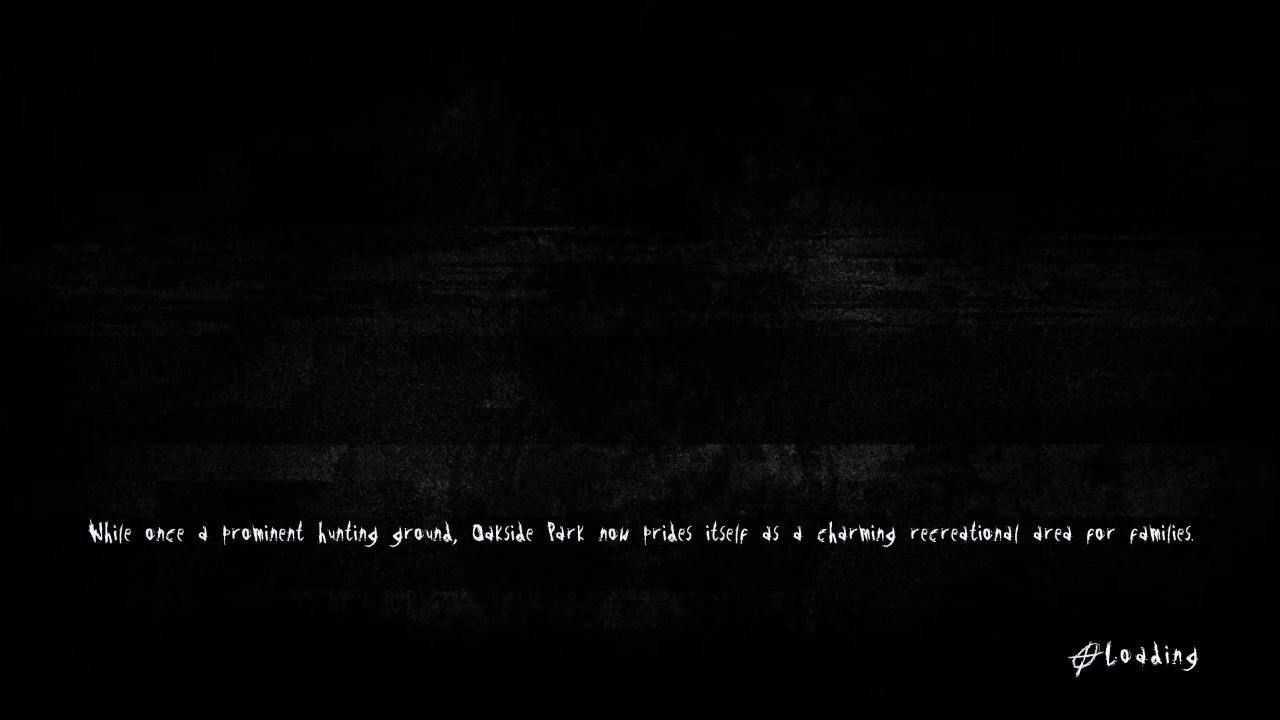 While once a prominent hunting ground, Oakside Park now prides itself as a charming recreational area for families.
Loading